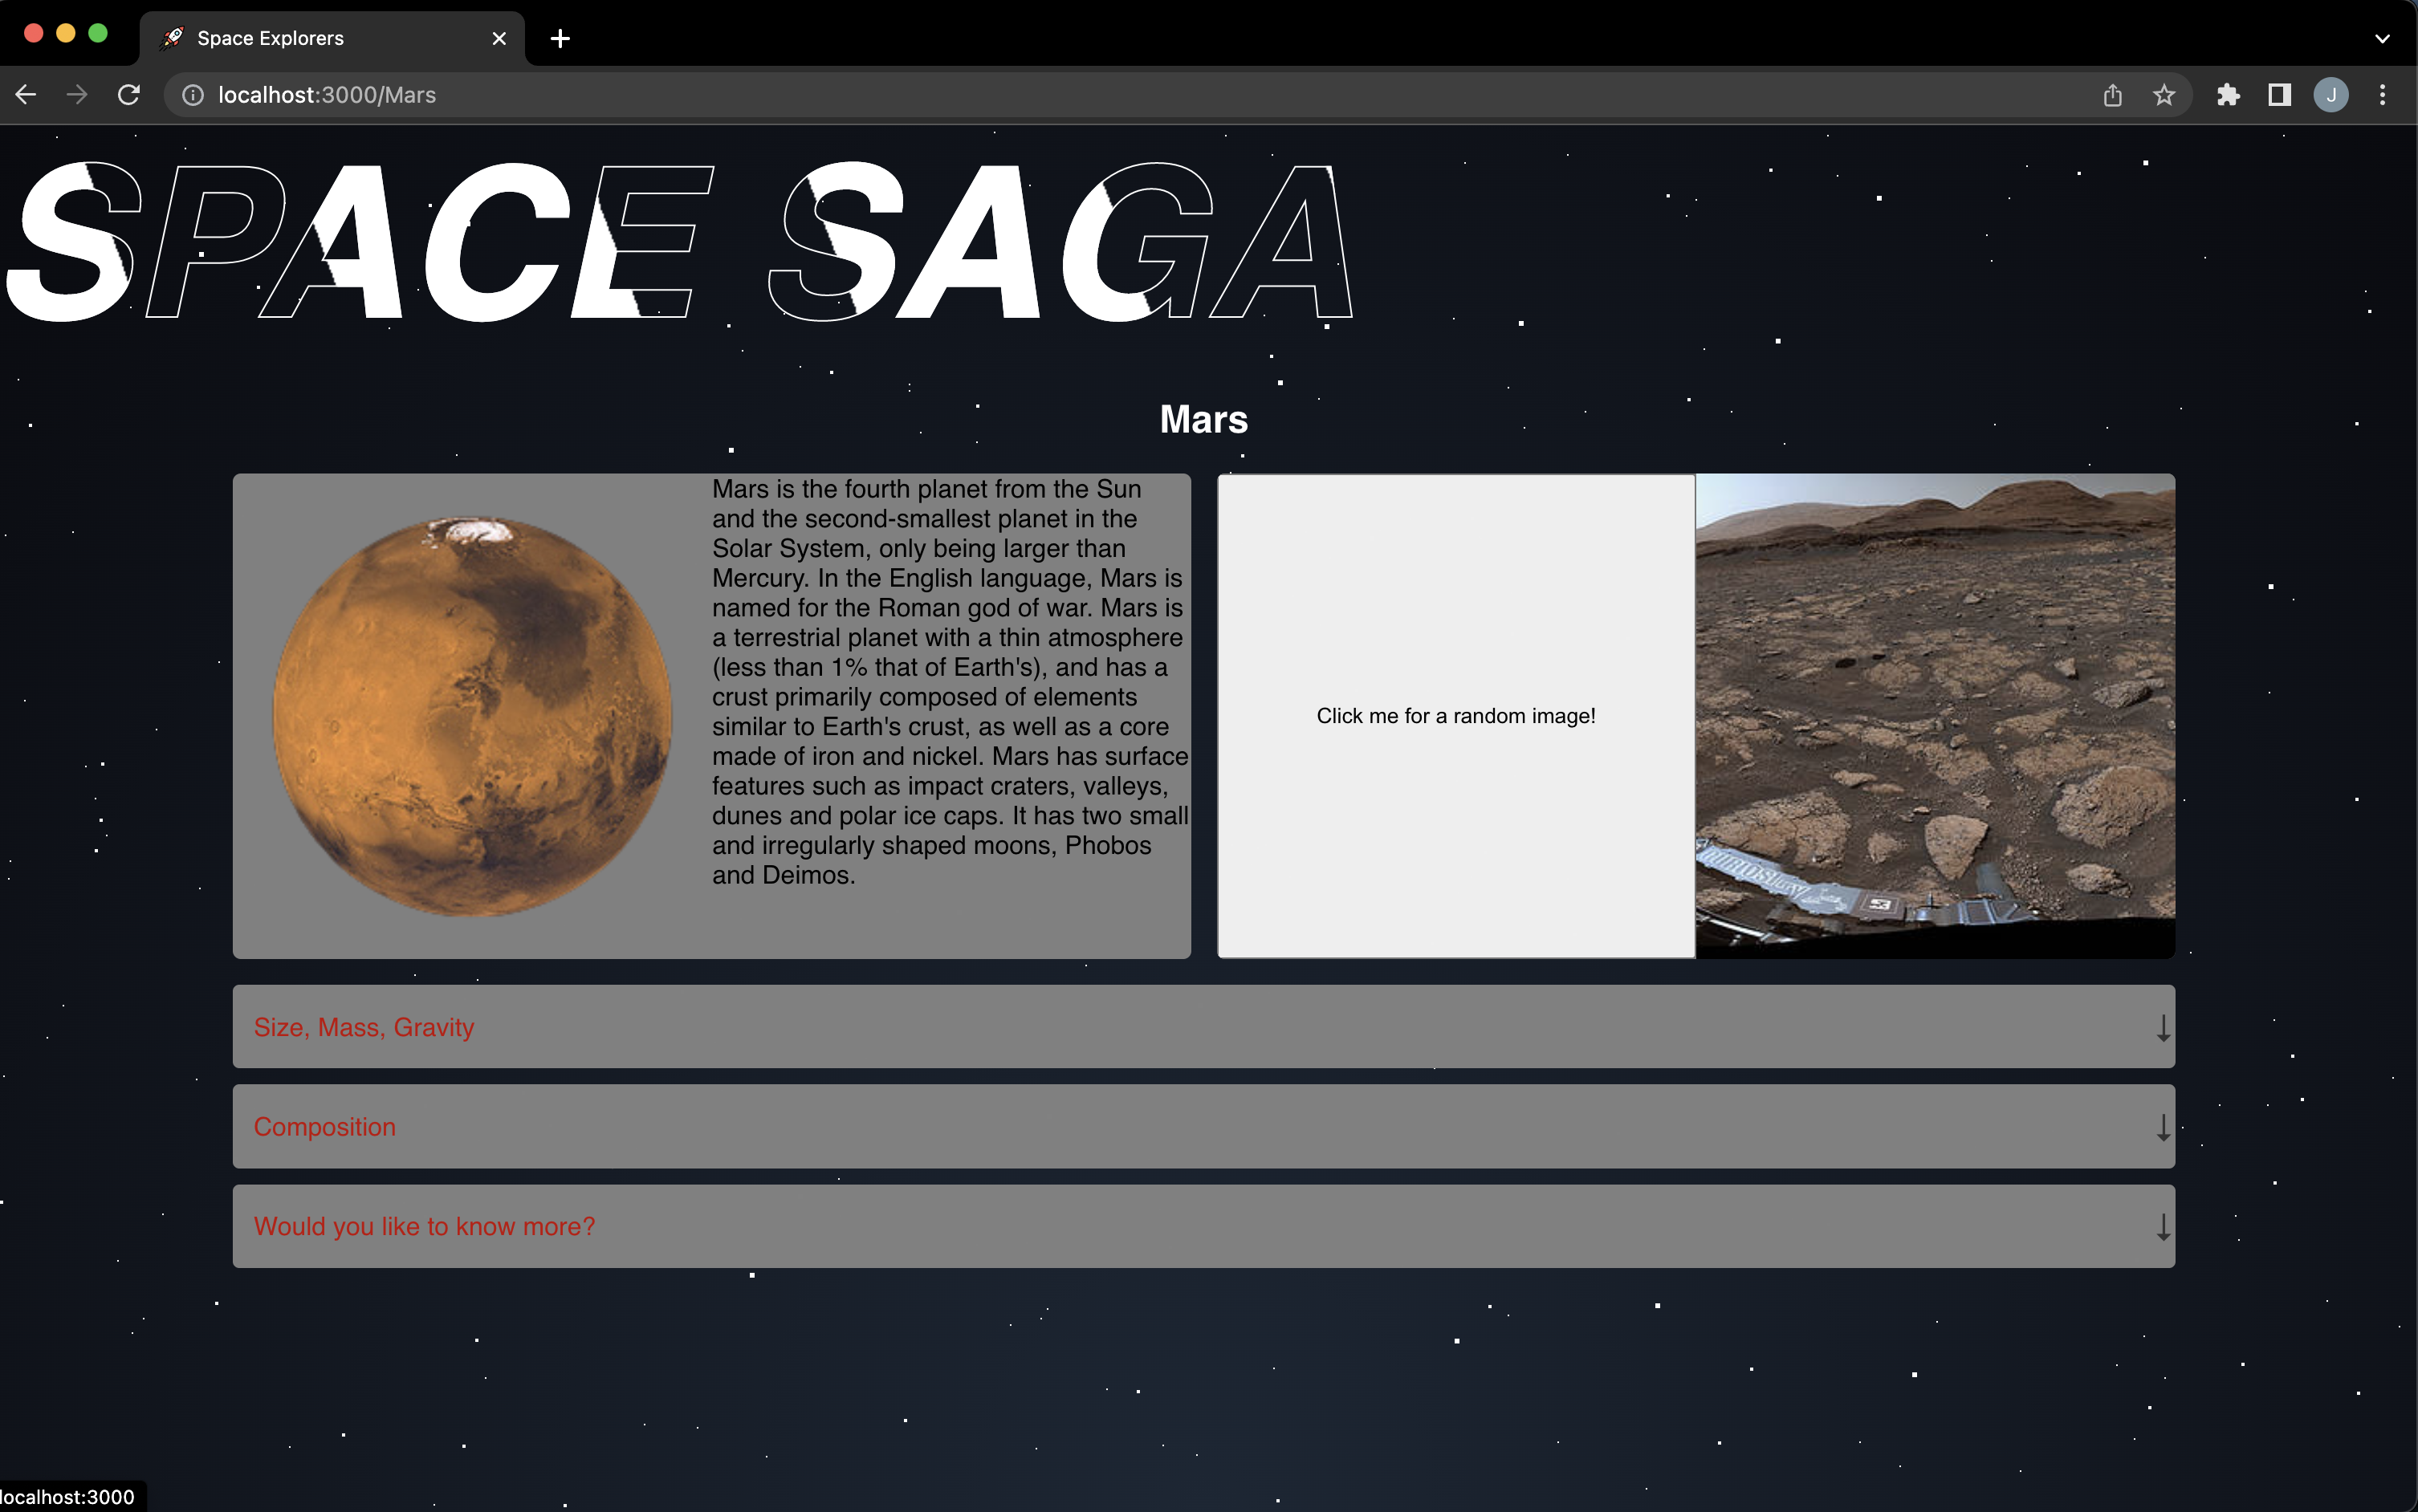 Space Explorers
localhost:3000/Mars
J
SPACE SAGA
Mars
Mars is the fourth planet from the Sun
and the second-smallest planet in the
Solar System, only being larger than
Mercury. In the English language, Mars is
named for the Roman god of war. Mars is
a terrestrial planet with a thin atmosphere
(less than 1% that of Earth's), and has a
crust primarily composed of elements
similar to Earth's crust, as well as a core
made of iron and nickel. Mars has surface
features such as impact craters, valleys,
dunes and polar ice caps. It has two small
and irregularly shaped moons, Phobos
and Deimos.
Click me for a random image!
Size, Mass, Gravity
↓
Composition
↓
Would you like to know more?
↓
localhost:3000